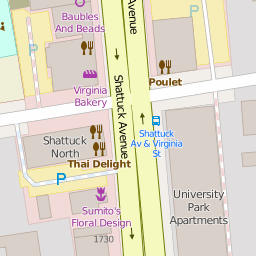 Baubles
And Beads
P
Avenue
Virginia
Bakery
Poulet
Shattuck Avenue
Shattuck
North
Shattuck
Av & Virginia
St
Thai Delight
P
University
Park
Apartments
Sumito's
Floral Design
1730